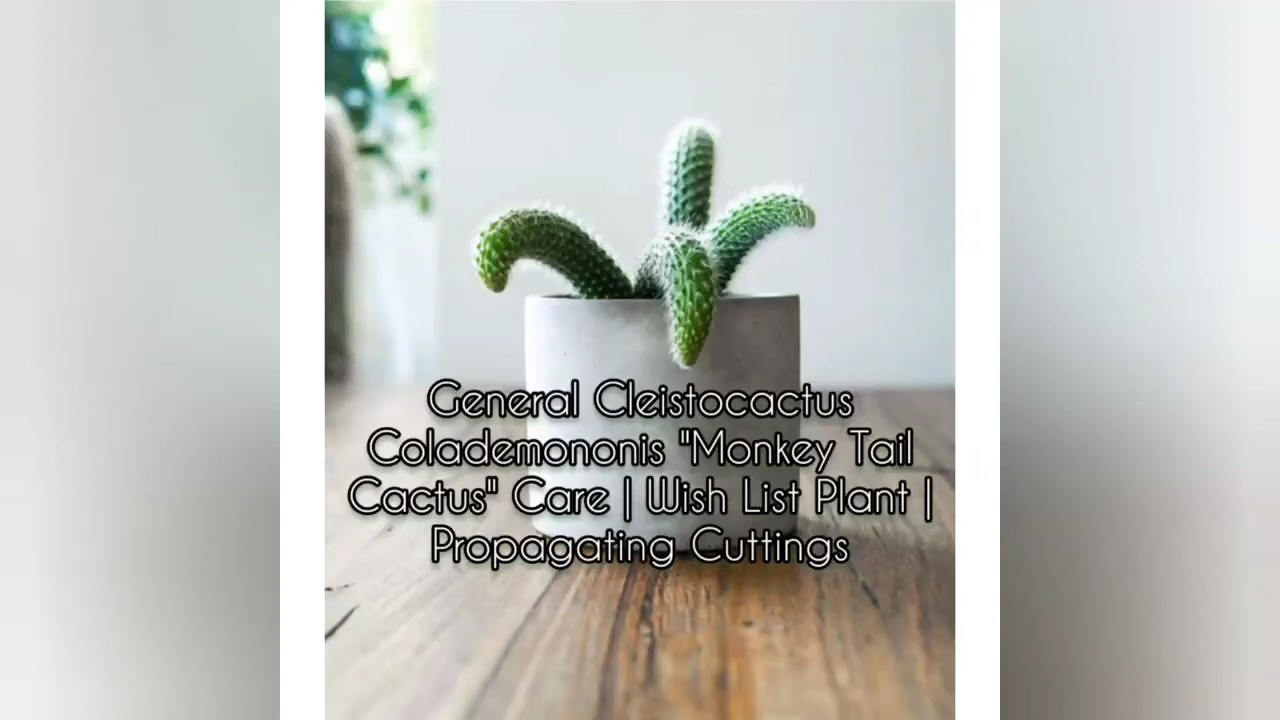 General Cleistocactus
Colademononis "Monkey Tail
Cactus" Care | Wish List Plant |
Propagating Cuttings